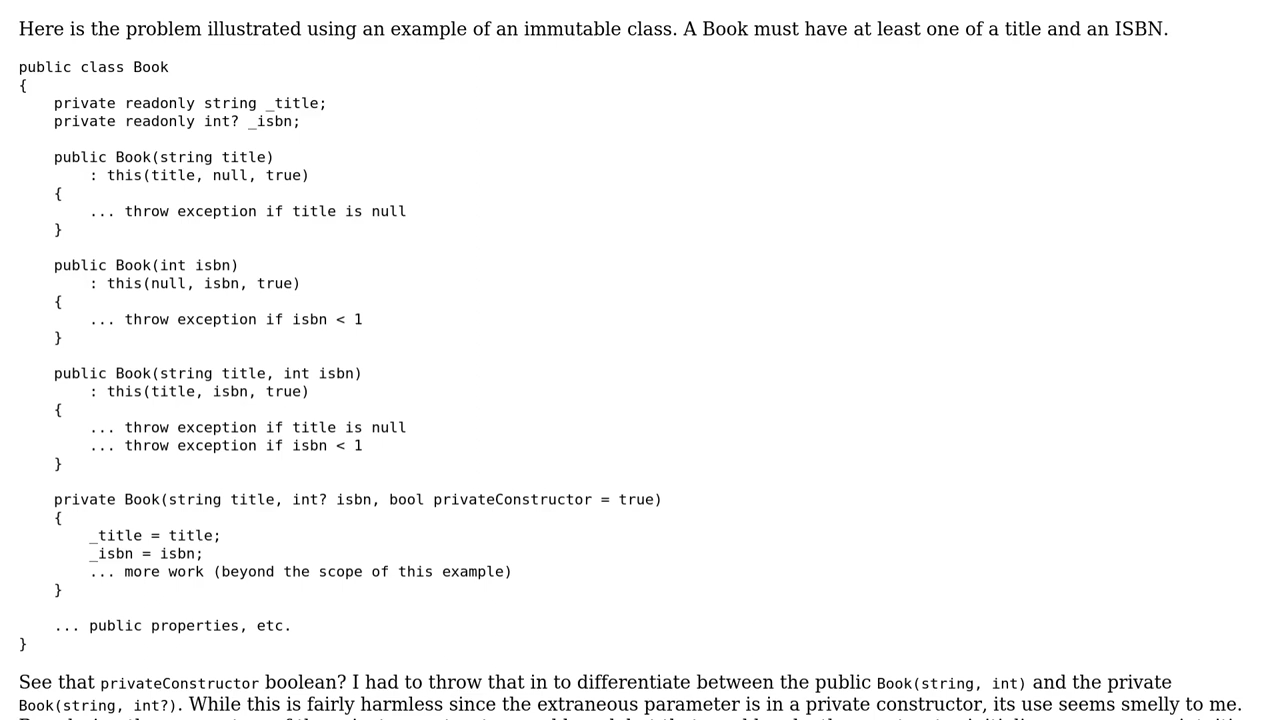 Here is the problem illustrated using an example of an immutable class. A Book must have at least one of a title and an ISBN.
public class Book
{
    private readonly string _title;
    private readonly int? _isbn;
    public Book(string title)
        : this(title, null, true)
    {
        ... throw exception if title is null
    }
    public Book(int isbn)
        : this(null, isbn, true)
    {
        ... throw exception if isbn < 1
    }
    public Book(string title, int isbn)
        : this(title, isbn, true)
    {
        ... throw exception if title is null
        ... throw exception if isbn < 1
    }
    private Book(string title, int? isbn, bool privateConstructor = true)
    {
        _title = title;
        _isbn = isbn;
        ... more work (beyond the scope of this example)
    }
    ... public properties, etc.
}
See that privateConstructor boolean? I had to throw that in to differentiate between the public Book(string, int) and the private
Book(string, int?). While this is fairly harmless since the extraneous parameter is in a private constructor, its use seems smelly to me.